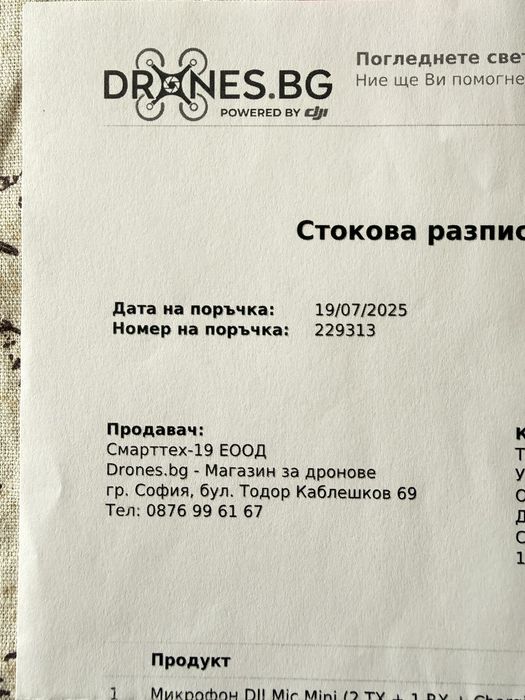 DRONES.BG
POWERED BY dji
Погледнете
Ние ще Ви помогне
Стокова
Дата на поръчка: 19/07/2025
Номер на поръчка: 229313
Продавач:
Смарттех-19 ЕООД
Drones.bg - Магазин за дронове
гр. София, бул. Тодор Каблешков 69
Тел: 0876 99 61 67
Продукт
1 Микрофон DJI Mic Mini (2 TX + 1 RX +